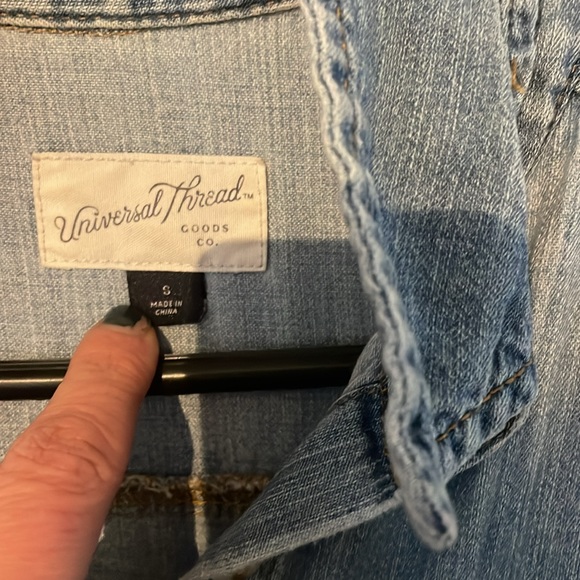 Universal Thread™
GOODS
CO.
S
MADE IN
CHINA